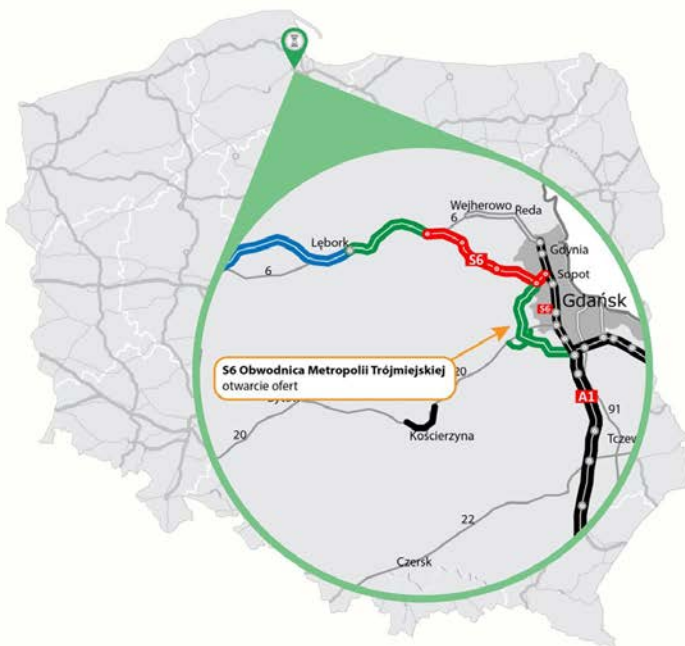 Wejherowo
Reda
6
Gdynia
Lębork
S6
Sopot
6
Gdańsk
S6
S6 Obwodnica Metropolii Trójmiejskiej
otwarcie ofert
20
A1
91
20
Kościerzyna
Tczew
22
Czersk